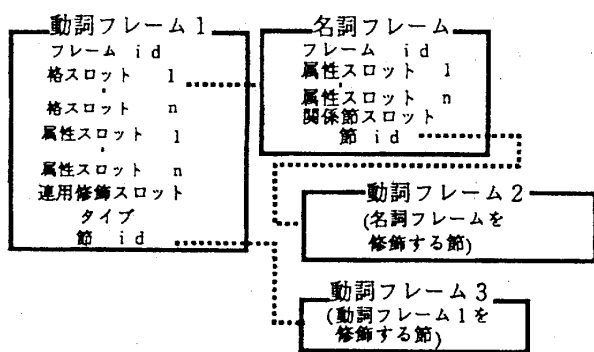 動詞フレーム1
フレーム id
格スロット 1
格スロット n
属性スロット 1
属性スロット n
連用修飾スロット
タイプ
節 id
名詞フレーム
フレーム id
属性スロット 1
属性スロット n
関係節スロット
節 id
動詞フレーム2
(名詞フレームを
修飾する節)
動詞フレーム3
(動詞フレーム1を
修飾する節)